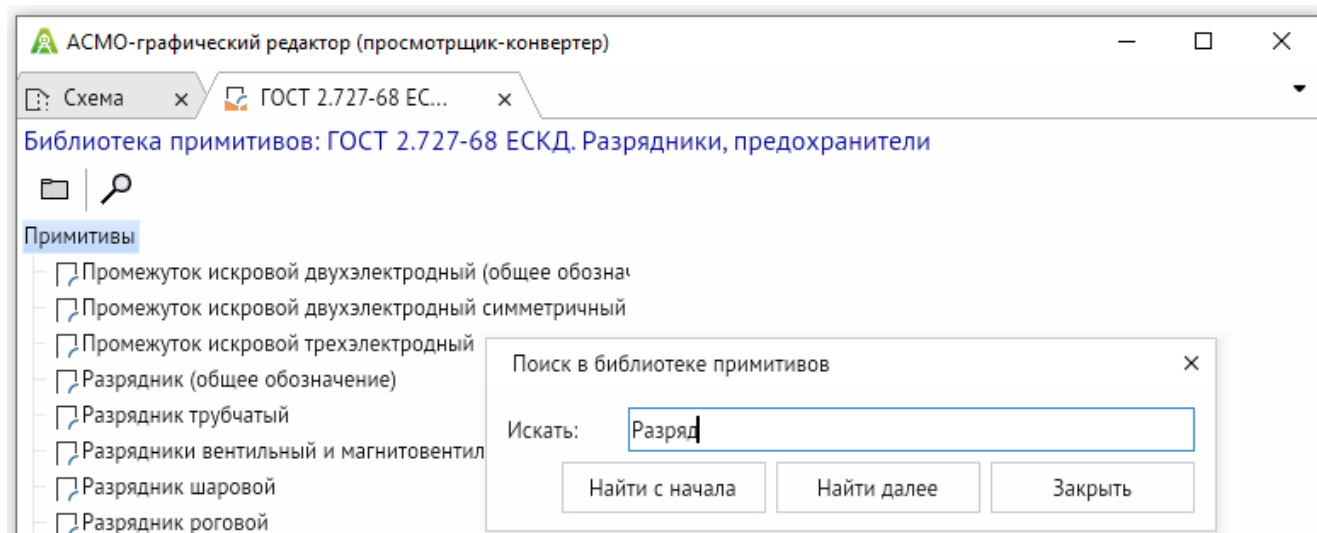 АСМО-графический редактор (просмотрщик-конвертер)
Схема
ГОСТ 2.727-68 ЕС...
Библиотека примитивов: ГОСТ 2.727-68 ЕСКД. Разрядники, предохранители
Примитивы
Промежуток искровой двухэлектродный (общее обознач
Промежуток искровой двухэлектродный симметричный
Промежуток искровой трехэлектродный
Разрядник (общее обозначение)
Разрядник трубчатый
Разрядники вентильный и магнитовентил
Разрядник шаровой
Разрядник роговой
Поиск в библиотеке примитивов
Искать: Разряд
Найти с начала Найти далее Закрыть